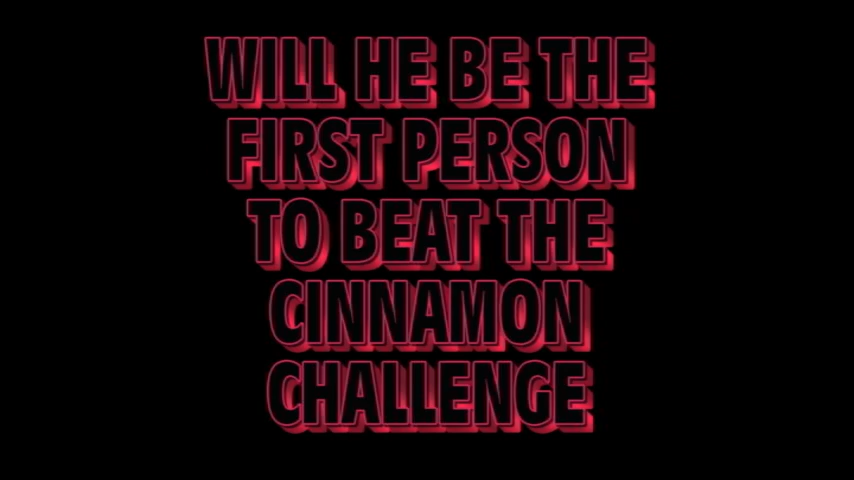 WILL HE BE THE
FIRST PERSON
TO BEAT THE
CINNAMON
CHALLENGE